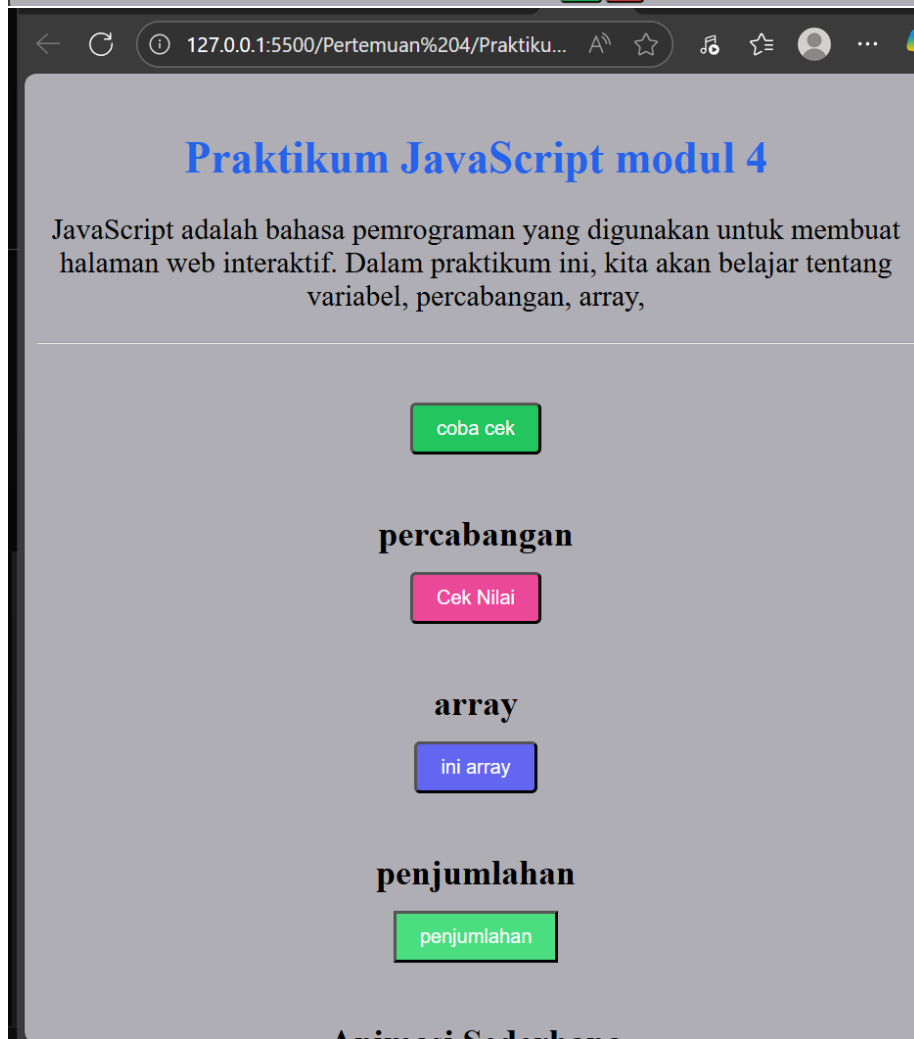 127.0.0.1:5500/Pertemuan%204/Praktiku...
Praktikum JavaScript modul 4
JavaScript adalah bahasa pemrograman yang digunakan untuk membuat
halaman web interaktif. Dalam praktikum ini, kita akan belajar tentang
variabel, percabangan, array,
coba cek
percabangan
Cek Nilai
array
ini array
penjumlahan
penjumlahan
Animasi Sederhana